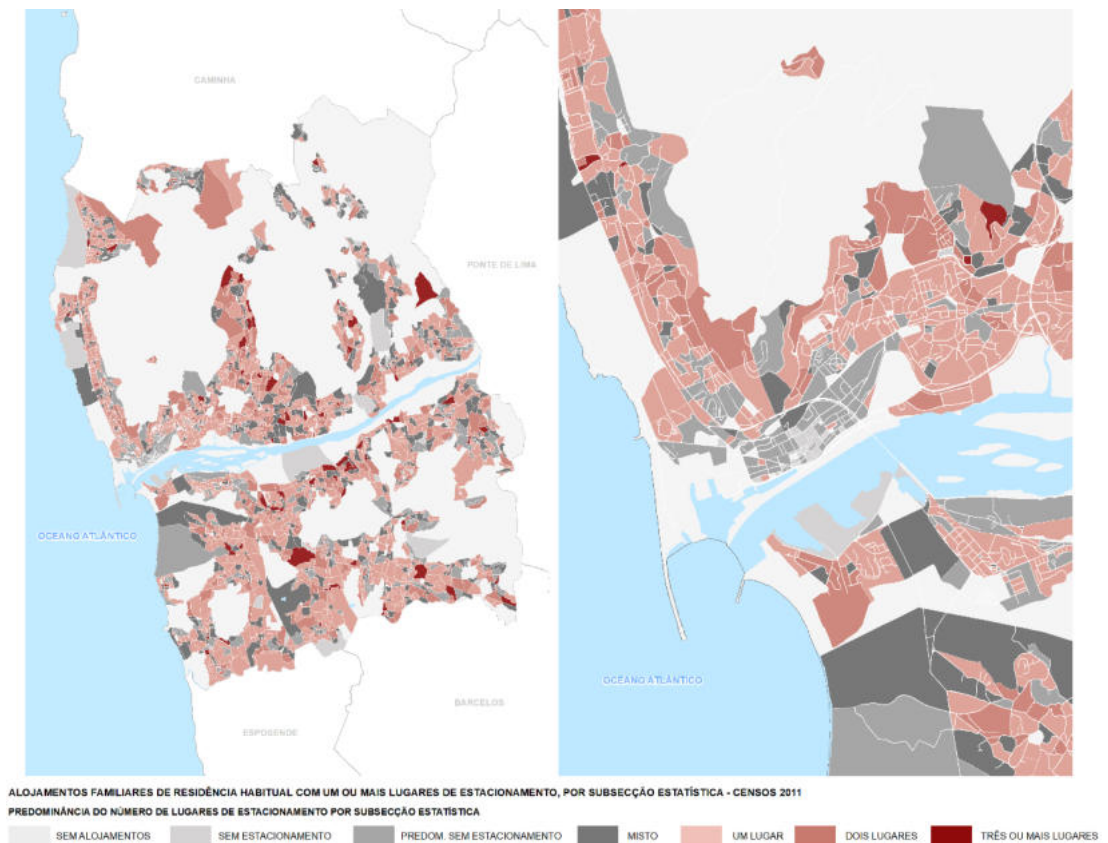 CAMINHA
PONTE DE LIMA
OCEANO ATLÂNTICO
OCEANO ATLÂNTICO
BARCELOS
ESPOSENDE
ALOJAMENTOS FAMILIARES DE RESIDÊNCIA HABITUAL COM UM OU MAIS LUGARES DE ESTACIONAMENTO, POR SUBSECÇÃO ESTATÍSTICA - CENSOS 2011
PREDOMINÂNCIA DO NÚMERO DE LUGARES DE ESTACIONAMENTO POR SUBSECÇÃO ESTATÍSTICA
SEM ALOJAMENTOS SEM ESTACIONAMENTO PREDOM. SEM ESTACIONAMENTO MISTO UM LUGAR DOIS LUGARES TRÊS OU MAIS LUGARES